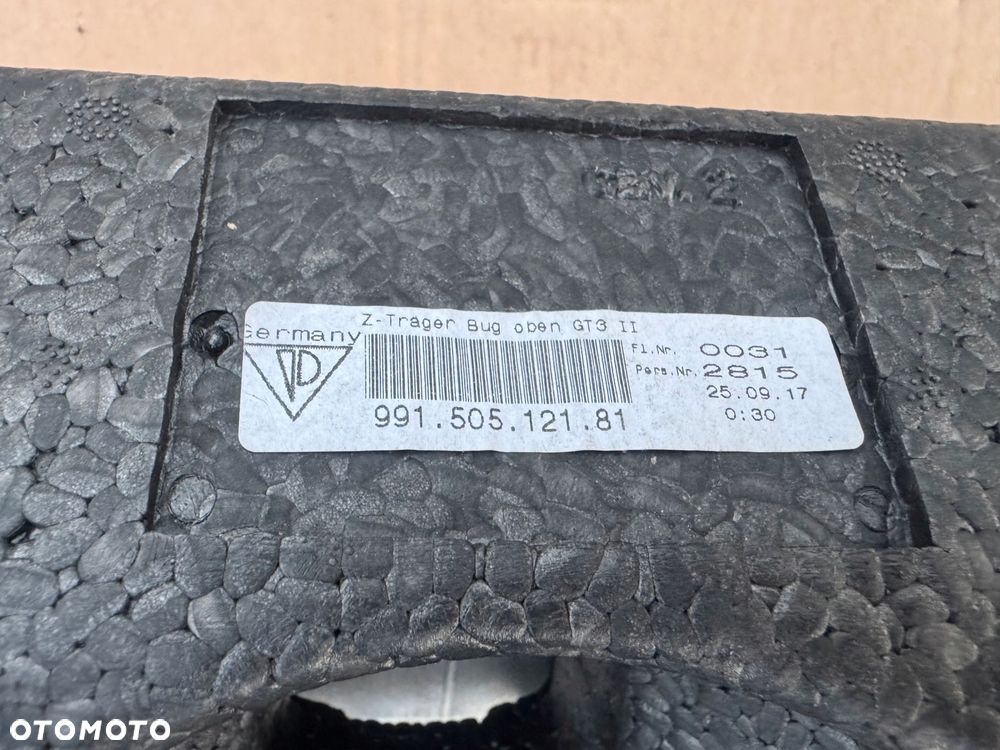 Z-Träger Bug oben GT3 II
Germany
Fl.Nr. 0031
Pers.Nr. 2815
25.09.17
0:30
991.505.121.81
OTOMOTO